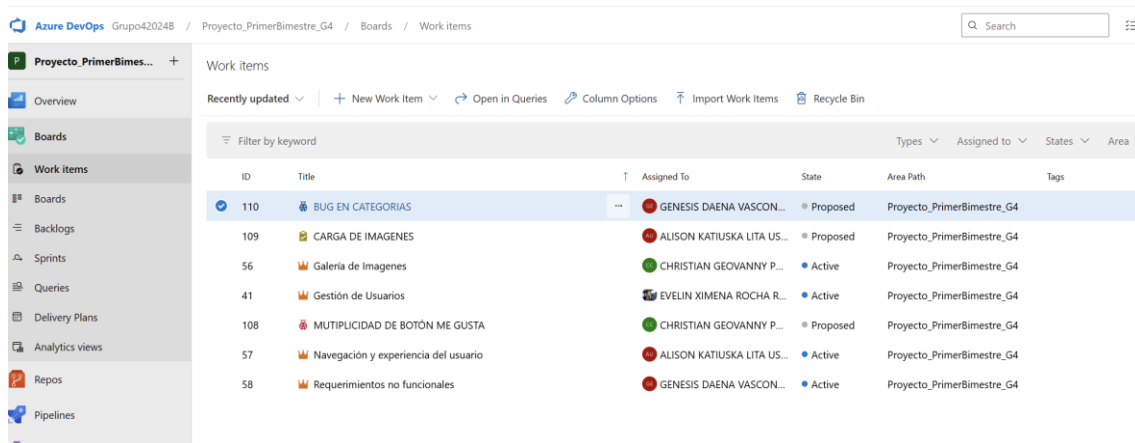 Azure DevOps Grupo42024B / Proyecto_PrimerBimestre_G4 / Boards / Work items
Search
P Proyecto_PrimerBimes... +
Overview
Boards
Work items
Boards
Backlogs
Sprints
Queries
Delivery Plans
Analytics views
Repos
Pipelines
Work items
Recently updated New Work Item Open in Queries Column Options Import Work Items Recycle Bin
Filter by keyword Types Assigned to States Area
ID Title ↑ Assigned To State Area Path Tags
110 BUG EN CATEGORIAS ... GENESIS DAENA VASCON... Proposed Proyecto_PrimerBimestre_G4
109 CARGA DE IMAGENES AU ALISON KATIUSKA LITA US... Proposed Proyecto_PrimerBimestre_G4
56 Galería de Imagenes CC CHRISTIAN GEOVANNY P... Active Proyecto_PrimerBimestre_G4
41 Gestión de Usuarios EVELIN XIMENA ROCHA R... Active Proyecto_PrimerBimestre_G4
108 MUTIPLICIDAD DE BOTÓN ME GUSTA CC CHRISTIAN GEOVANNY P... Proposed Proyecto_PrimerBimestre_G4
57 Navegación y experiencia del usuario AU ALISON KATIUSKA LITA US... Active Proyecto_PrimerBimestre_G4
58 Requerimientos no funcionales GENESIS DAENA VASCON... Active Proyecto_PrimerBimestre_G4